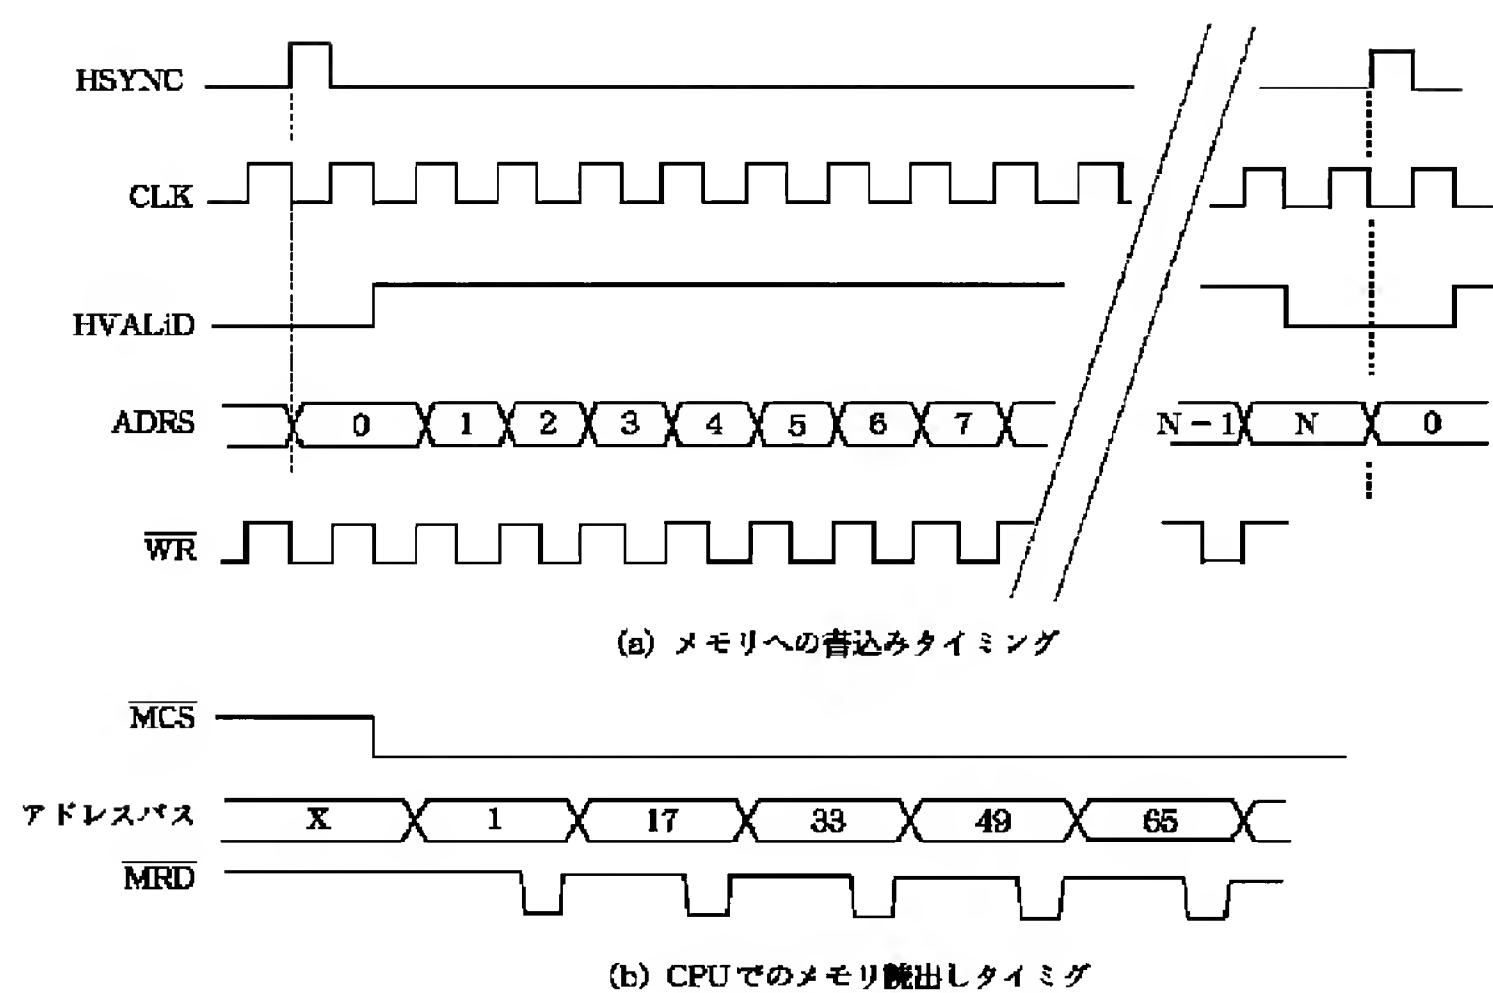 HSYNC
CLK
HVALiD
ADRS 0 1 2 3 4 5 6 7 N-1 N 0
WR
(a) メモリへの書込みタイミング
MCS
アドレスバス X 1 17 33 49 65
MRD
(b) CPUでのメモリ読出しタイミグ